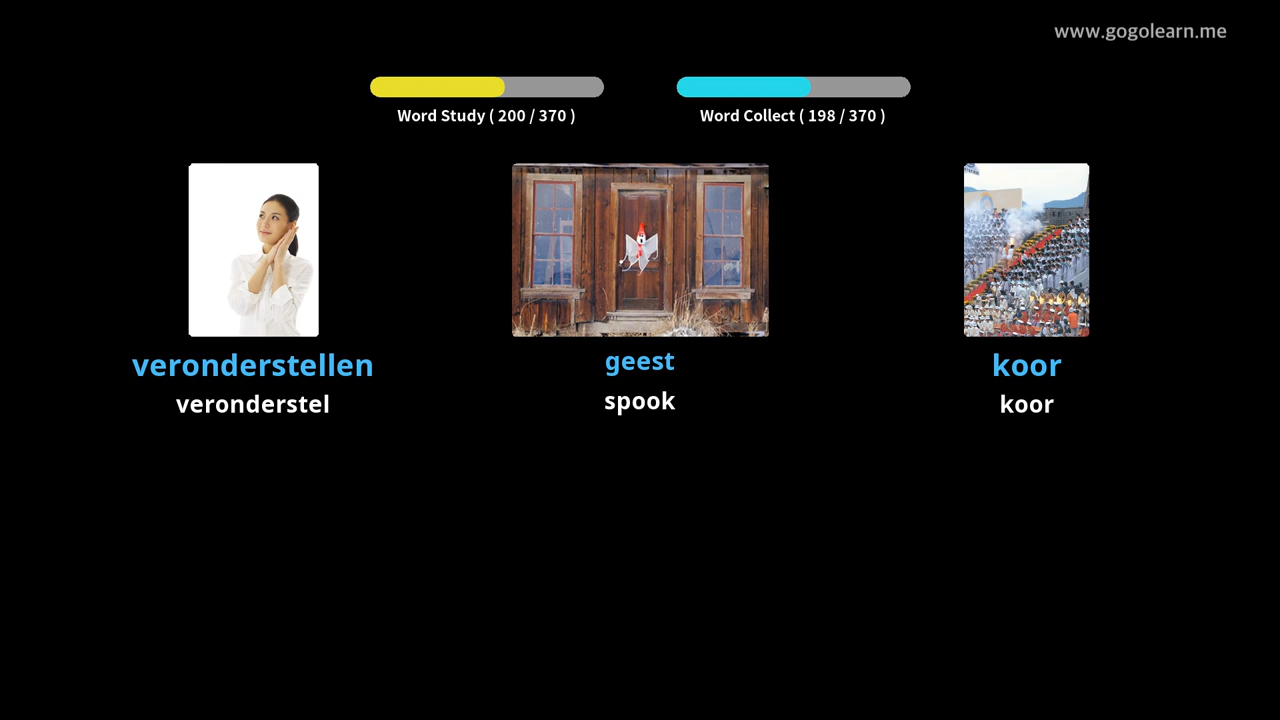 www.gogolearn.me
Word Study ( 200 / 370 )
Word Collect ( 198 / 370 )
veronderstellen
veronderstel
geest
spook
koor
koor